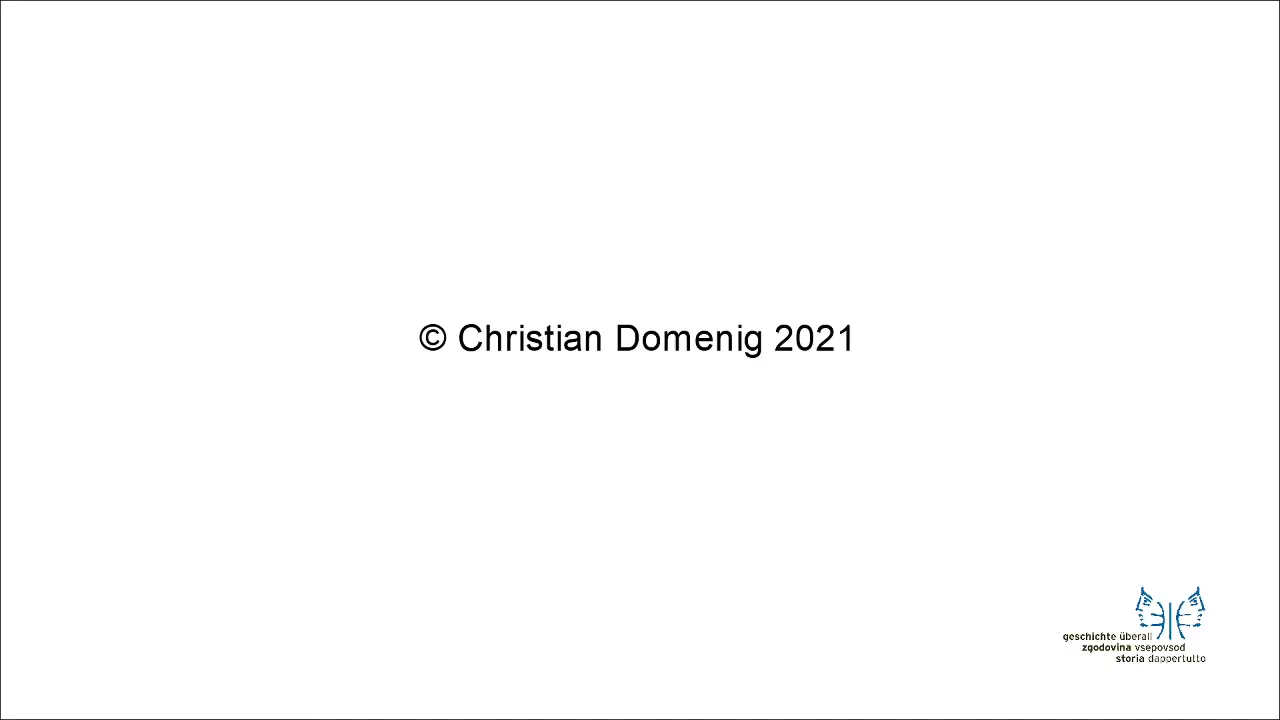 © Christian Domenig 2021
geschichte überall
zgodovina vsepovsod
storia dappertutto